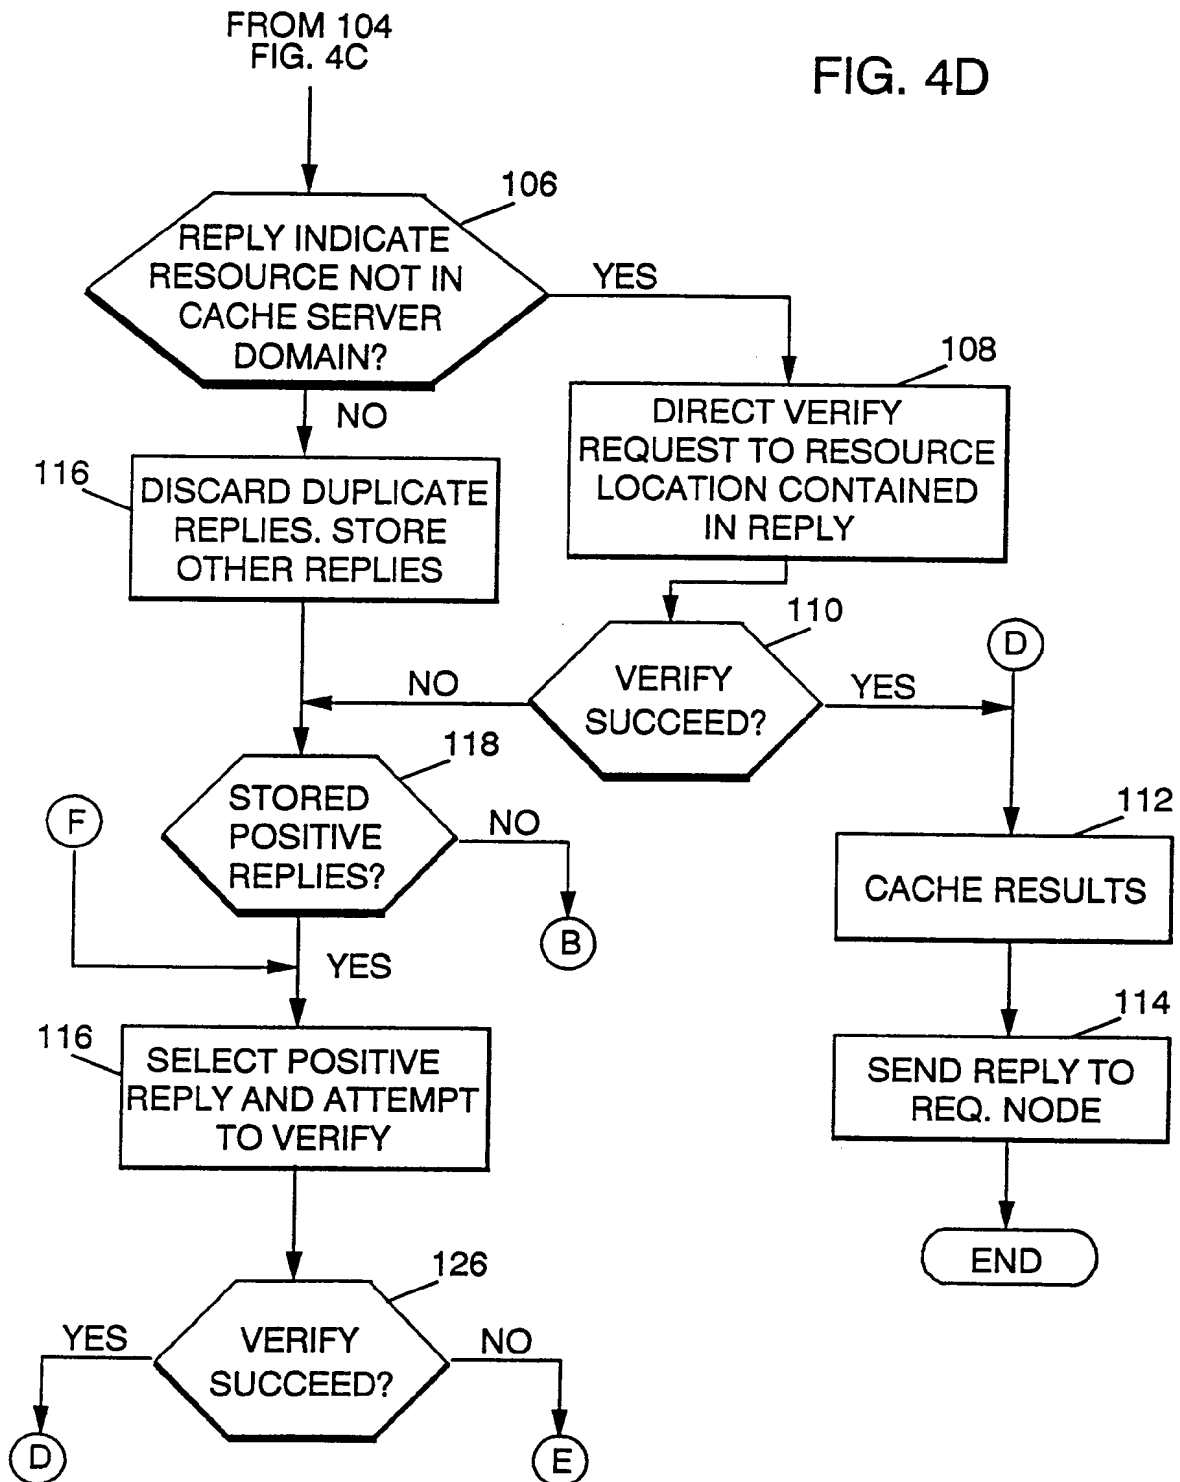 FROM 104
FIG. 4C
FIG. 4D
106
REPLY INDICATE
RESOURCE NOT IN
CACHE SERVER
DOMAIN?
YES
NO
108
DIRECT VERIFY
REQUEST TO RESOURCE
LOCATION CONTAINED
IN REPLY
116
DISCARD DUPLICATE
REPLIES. STORE
OTHER REPLIES
110
VERIFY
SUCCEED?
NO
YES
D
118
STORED
POSITIVE
REPLIES?
F
NO
B
YES
112
CACHE RESULTS
116
SELECT POSITIVE
REPLY AND ATTEMPT
TO VERIFY
114
SEND REPLY TO
REQ. NODE
END
126
VERIFY
SUCCEED?
YES
NO
D
E